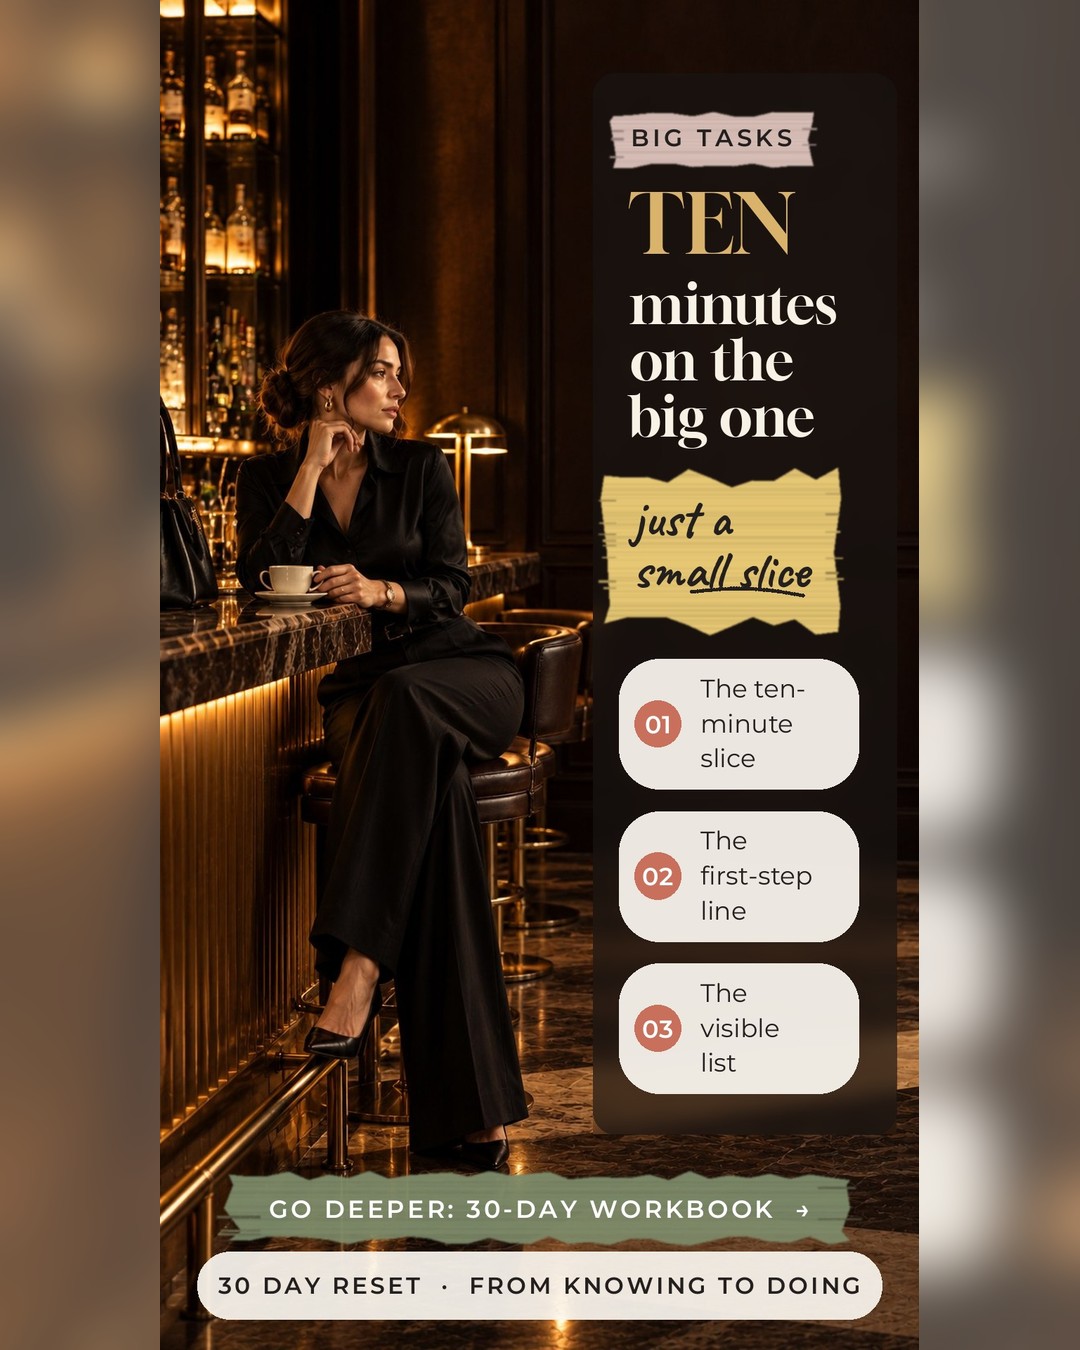 BIG TASKS
TEN
minutes
on the
big one
just a
small slice
01
The ten-
minute
slice
02
The
first-step
line
03
The
visible
list
GO DEEPER: 30-DAY WORKBOOK →
30 DAY RESET · FROM KNOWING TO DOING